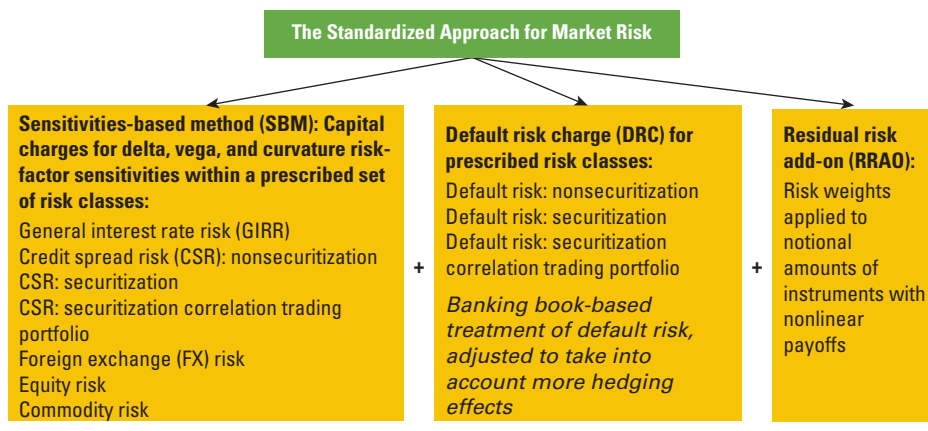 The Standardized Approach for Market Risk
Sensitivities-based method (SBM): Capital
charges for delta, vega, and curvature risk-
factor sensitivities within a prescribed set
of risk classes:
General interest rate risk (GIRR)
Credit spread risk (CSR): nonsecuritization
CSR: securitization
CSR: securitization correlation trading
portfolio
Foreign exchange (FX) risk
Equity risk
Commodity risk
+
Default risk charge (DRC) for
prescribed risk classes:
Default risk: nonsecuritization
Default risk: securitization
Default risk: securitization
correlation trading portfolio
Banking book-based
treatment of default risk,
adjusted to take into
account more hedging
effects
+
Residual risk
add-on (RRAO):
Risk weights
applied to
notional
amounts of
instruments with
nonlinear
payoffs